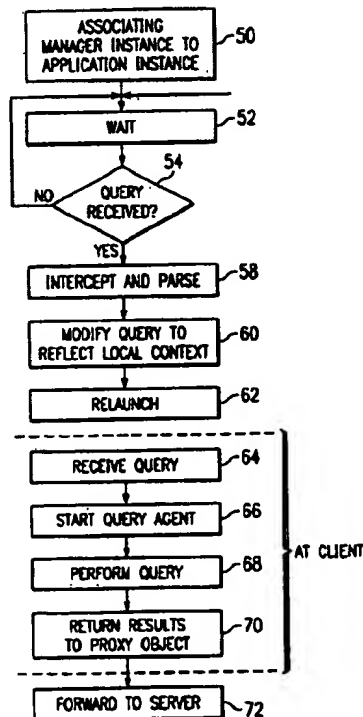 ASSOCIATING
MANAGER INSTANCE TO
APPLICATION INSTANCE
50
WAIT
52
54
QUERY
RECEIVED?
NO
YES
INTERCEPT AND PARSE
58
MODIFY QUERY TO
REFLECT LOCAL CONTEXT
60
RELAUNCH
62
RECEIVE QUERY
64
START QUERY AGENT
66
AT CLIENT
PERFORM QUERY
68
RETURN RESULTS
TO PROXY OBJECT
70
FORWARD TO SERVER
72